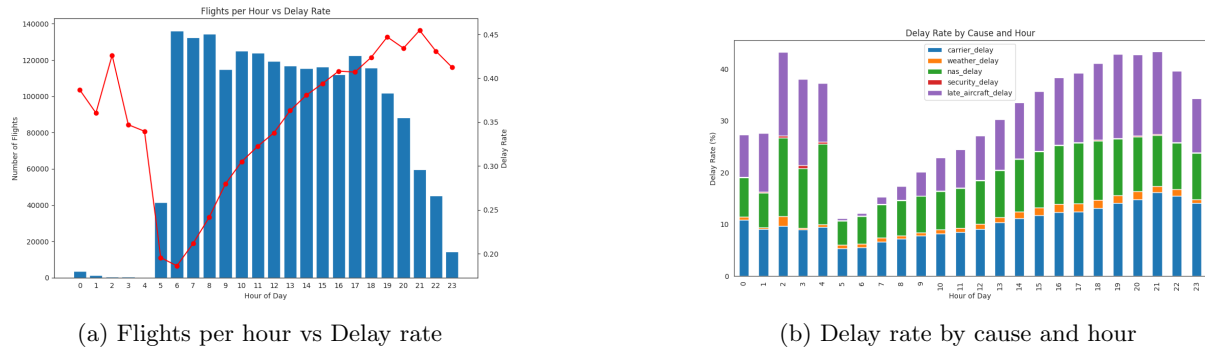 Flights per Hour vs Delay Rate
140000
120000
100000
80000
60000
40000
20000
0
Number of Flights
0.45
0.40
0.35
0.30
0.25
0.20
Delay Rate
0 1 2 3 4 5 6 7 8 9 10 11 12 13 14 15 16 17 18 19 20 21 22 23
Hour of Day
(a) Flights per hour vs Delay rate
Delay Rate by Cause and Hour
carrier_delay
weather_delay
nas_delay
security_delay
late_aircraft_delay
40
30
20
10
0
Delay Rate (%)
0 1 2 3 4 5 6 7 8 9 10 11 12 13 14 15 16 17 18 19 20 21 22 23
Hour of Day
(b) Delay rate by cause and hour